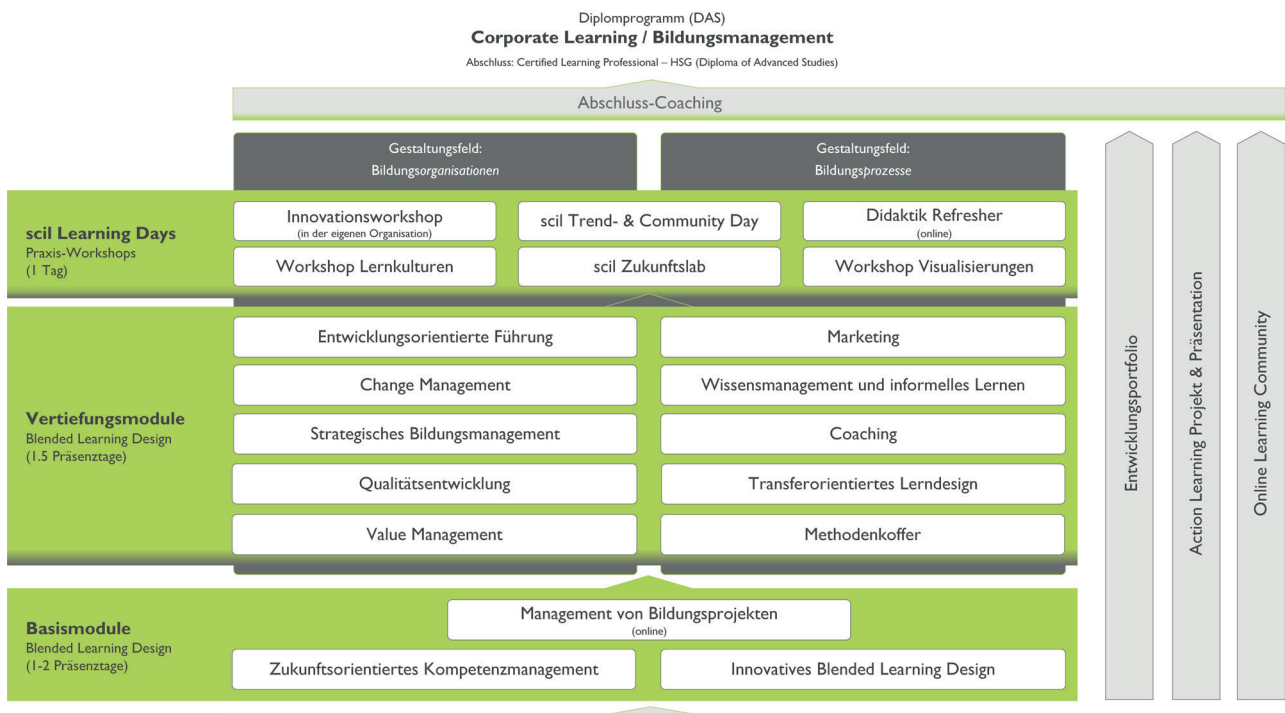 Diplomprogramm (DAS)
Corporate Learning / Bildungsmanagement
Abschluss: Certified Learning Professional – HSG (Diploma of Advanced Studies)
Abschluss-Coaching
Gestaltungsfeld:
Bildungsorganisationen
Gestaltungsfeld:
Bildungsprozesse
scil Learning Days
Praxis-Workshops
(1 Tag)
Innovationsworkshop
(in der eigenen Organisation)
scil Trend- & Community Day
Didaktik Refresher
(online)
Workshop Lernkulturen
scil Zukunftslab
Workshop Visualisierungen
Vertiefungsmodule
Blended Learning Design
(1.5 Präsenztage)
Entwicklungsorientierte Führung
Marketing
Change Management
Wissensmanagement und informelles Lernen
Strategisches Bildungsmanagement
Coaching
Qualitätsentwicklung
Transferorientiertes Lerndesign
Value Management
Methodenkoffer
Basismodule
Blended Learning Design
(1-2 Präsenztage)
Management von Bildungsprojekten
(online)
Zukunftsorientiertes Kompetenzmanagement
Innovatives Blended Learning Design
Entwicklungsportfolio
Action Learning Projekt & Präsentation
Online Learning Community